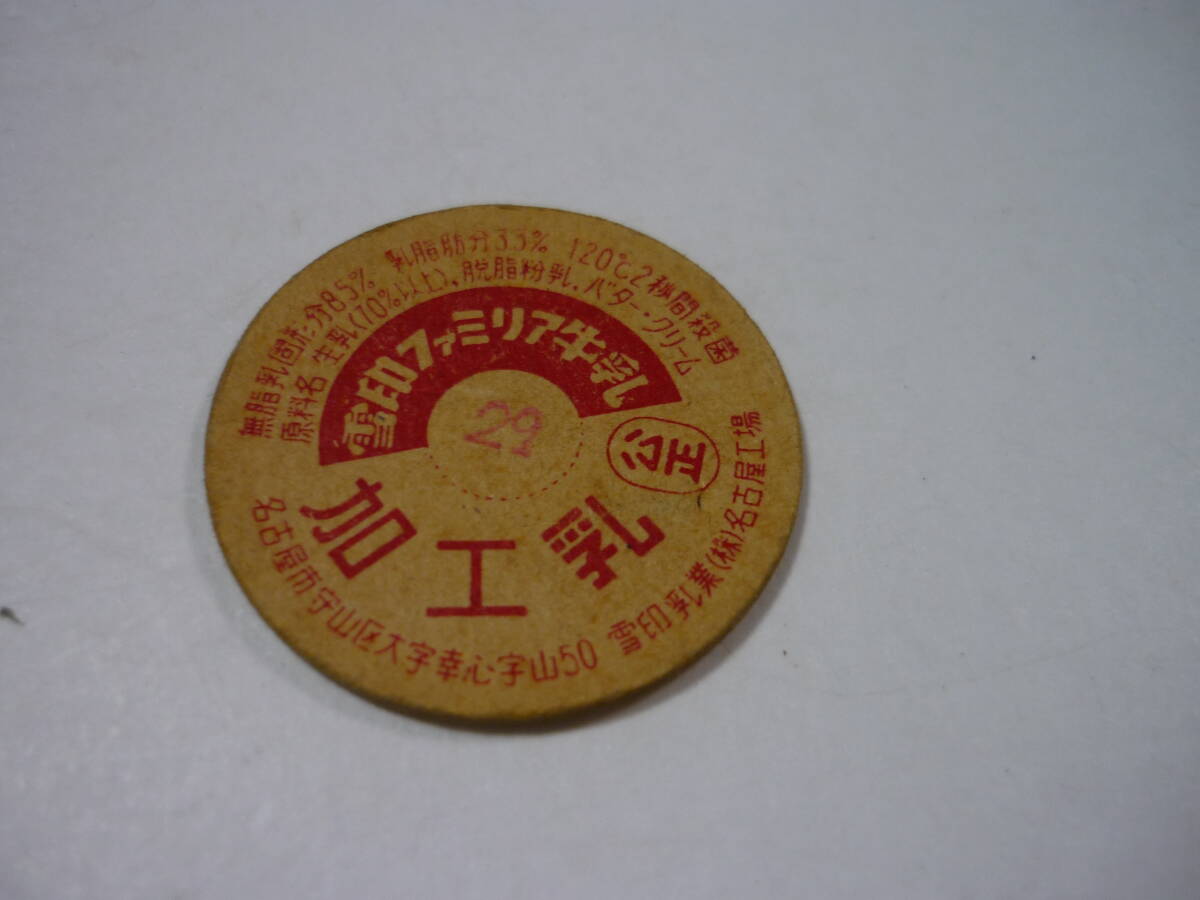 無脂乳固形分8.5% 乳脂肪分3.3% 120℃2秒間殺菌
原料名 生乳(70%以上)、脱脂粉乳、バター・クリーム
雪印ファミリア牛乳
29
公正
加工乳
名古屋市守山区大字幸心字山50 雪印乳業(株)名古屋工場